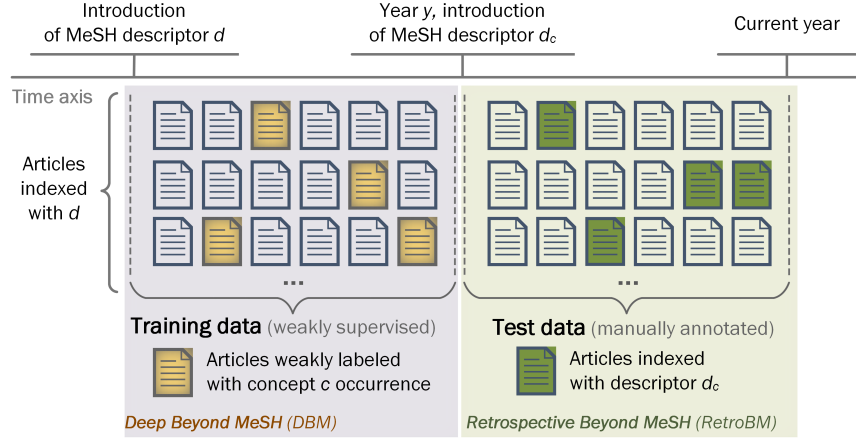 Introduction
of MeSH descriptor d
Year y, introduction
of MeSH descriptor dc
Current year
Time axis
Articles
indexed
with d
...
...
Training data (weakly supervised)
Test data (manually annotated)
Articles weakly labeled
with concept c occurrence
Articles indexed
with descriptor dc
Deep Beyond MeSH (DBM)
Retrospective Beyond MeSH (RetroBM)